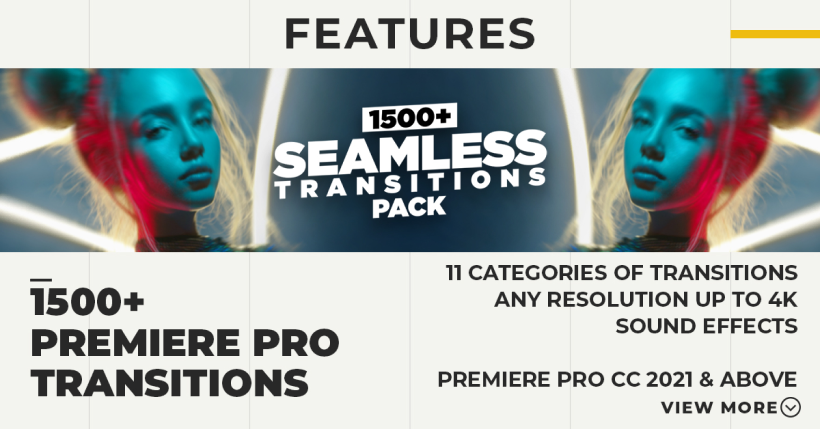 FEATURES
1500+
SEAMLESS
TRANSITIONS
PACK
1500+
PREMIERE PRO
TRANSITIONS
11 CATEGORIES OF TRANSITIONS
ANY RESOLUTION UP TO 4K
SOUND EFFECTS
PREMIERE PRO CC 2021 & ABOVE
VIEW MORE